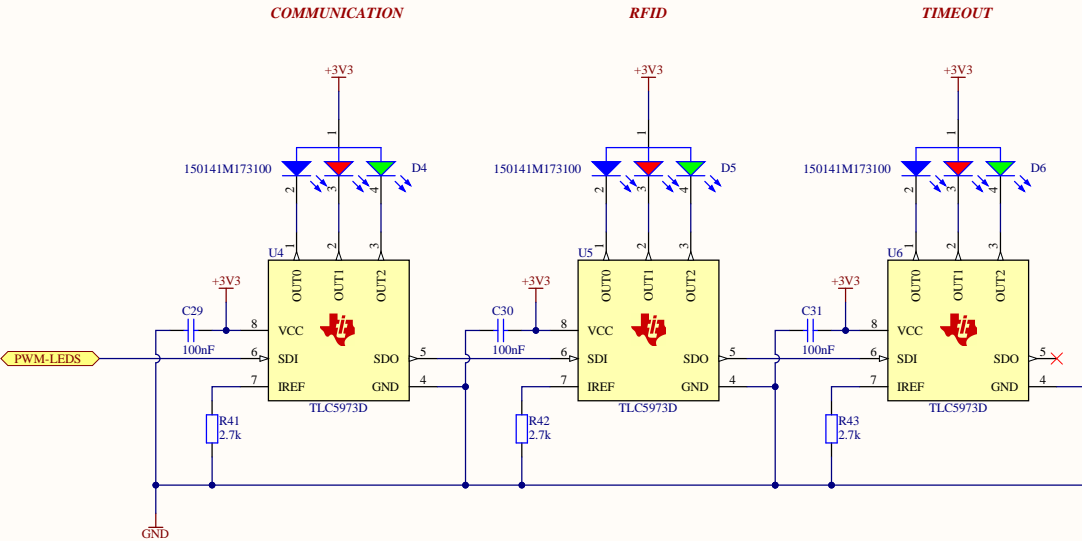 COMMUNICATION RFID TIMEOUT
+3V3 +3V3 +3V3
1 1 1
150141M173100 D4 150141M173100 D5 150141M173100 D6
2 3 4 2 3 4 2 3 4
1 2 3 1 2 3 1 2 3
U4 U5 U6
OUT0 OUT1 OUT2 OUT0 OUT1 OUT2 OUT0 OUT1 OUT2
+3V3 +3V3 +3V3
C29 C30 C31
8 VCC 8 VCC 8 VCC
100nF 100nF 100nF
PWM-LEDS 6 SDI SDO 5 6 SDI SDO 5 6 SDI SDO 5
7 IREF GND 4 7 IREF GND 4 7 IREF GND 4
TLC5973D TLC5973D TLC5973D
R41 R42 R43
2.7k 2.7k 2.7k
GND